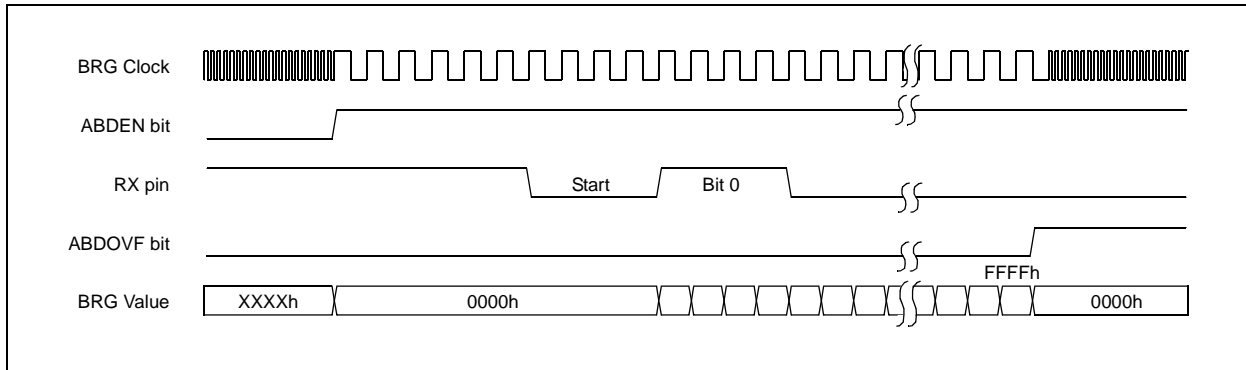 BRG Clock
ABDEN bit
RX pin
Start
Bit 0
ABDOVF bit
FFFFh
BRG Value
XXXXh
0000h
0000h